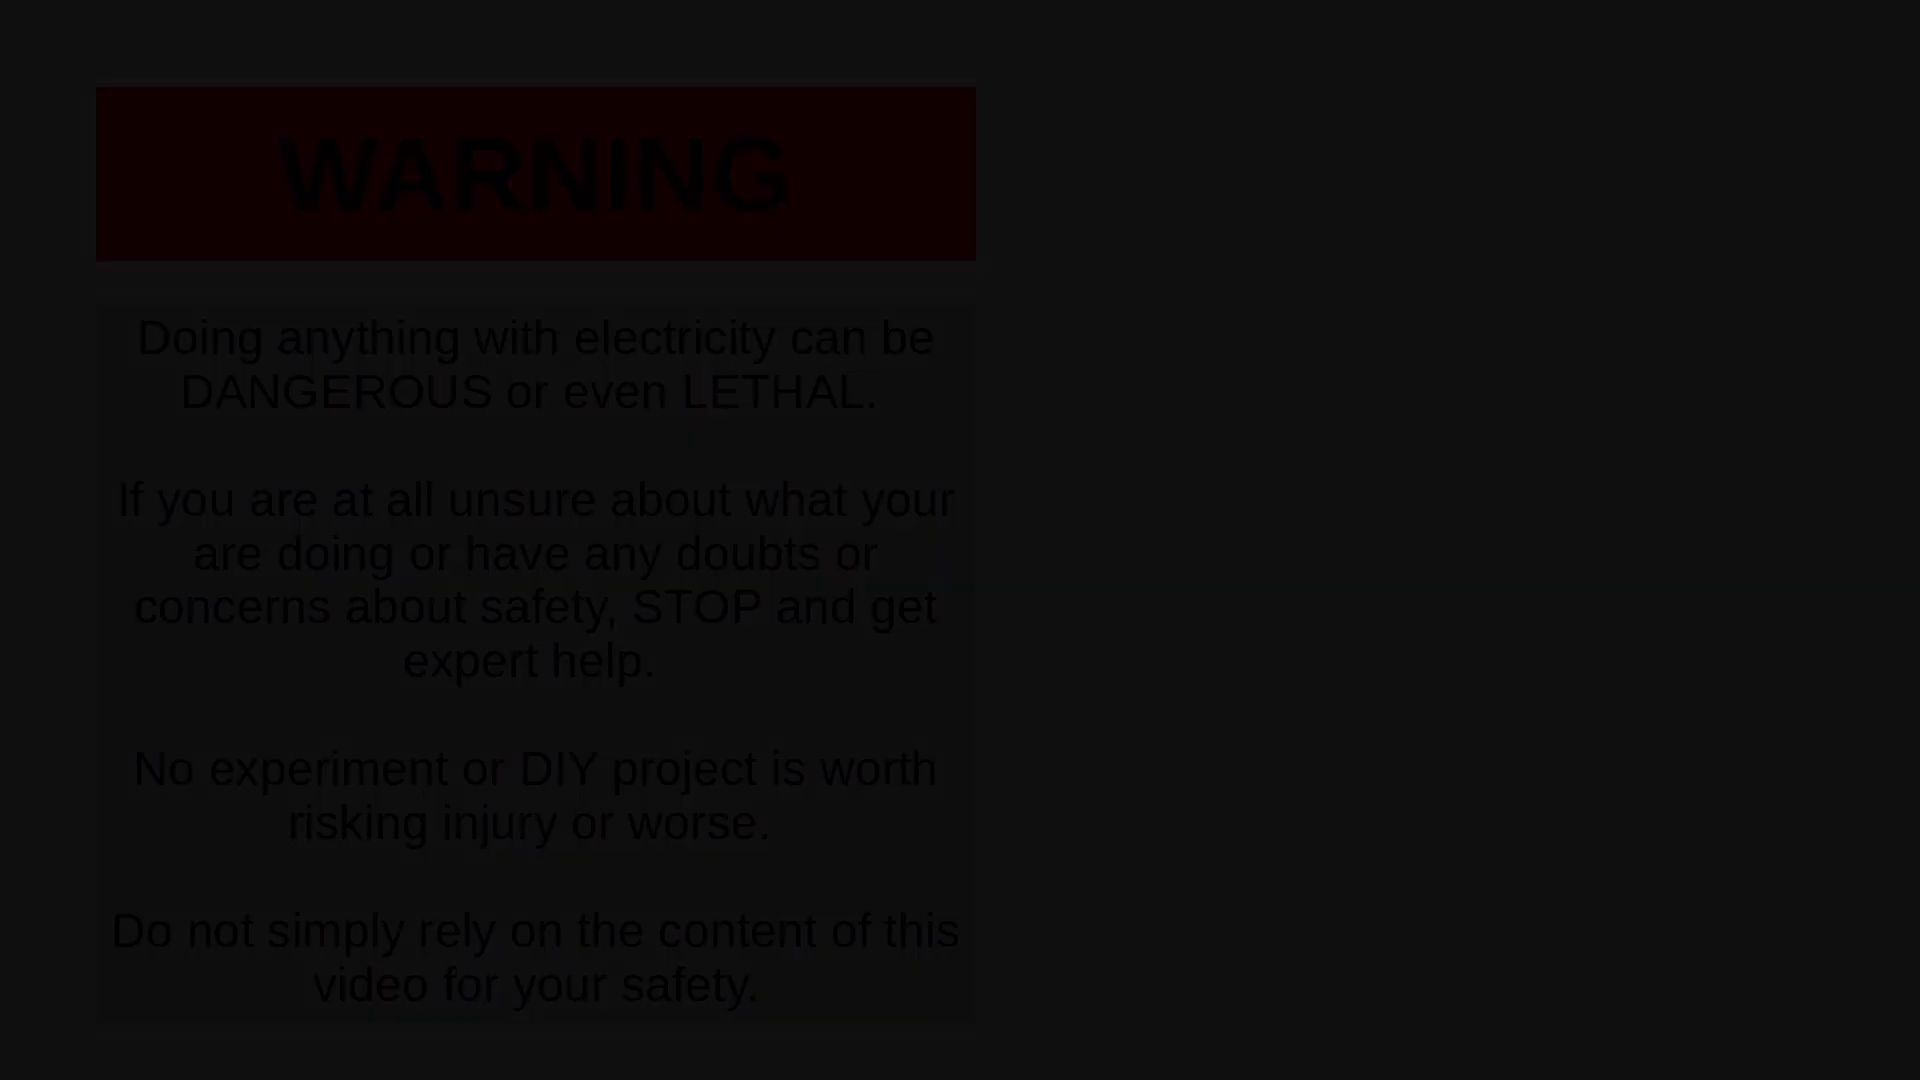 WARNING
Doing anything with electricity can be
DANGEROUS or even LETHAL.
If you are at all unsure about what your
are doing or have any doubts or
concerns about safety, STOP and get
expert help.
No experiment or DIY project is worth
risking injury or worse.
Do not simply rely on the content of this
video for your safety.